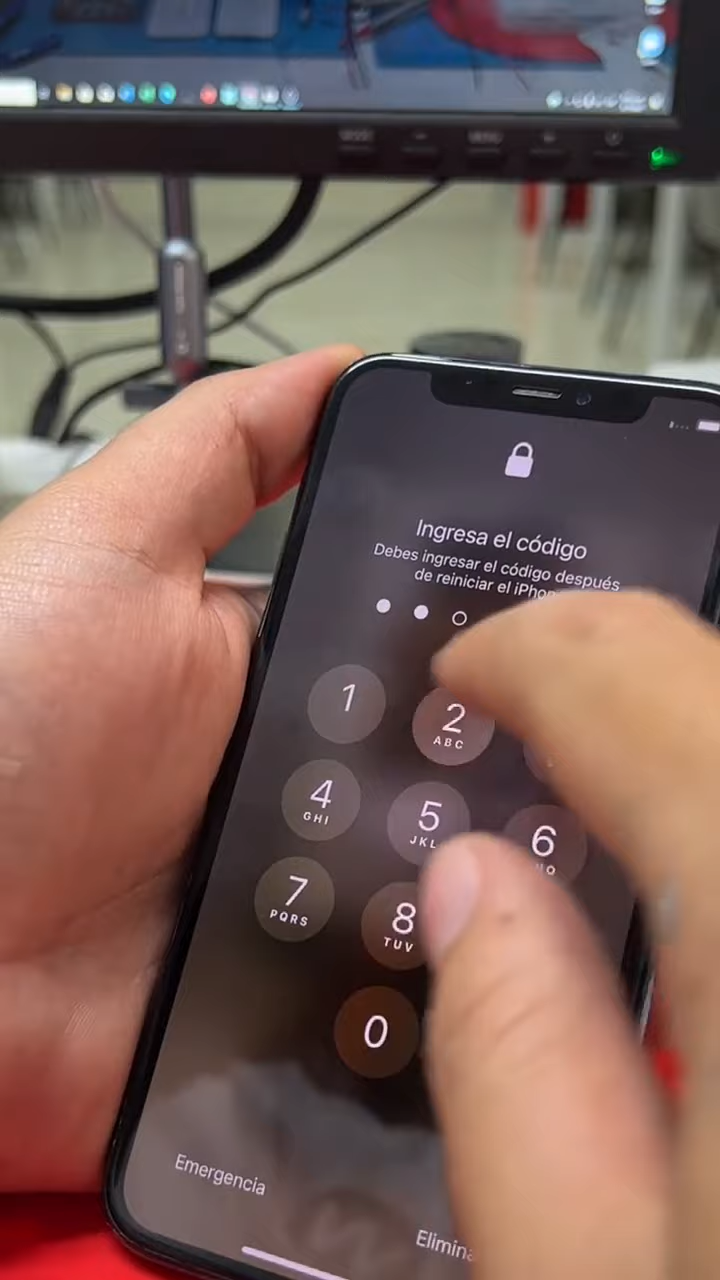 Ingresa el código
Debes ingresar el código después
de reiniciar el
1
2
ABC
4
GHI
5
JKL
6
7
PQRS
8
TUV
0
Emergencia